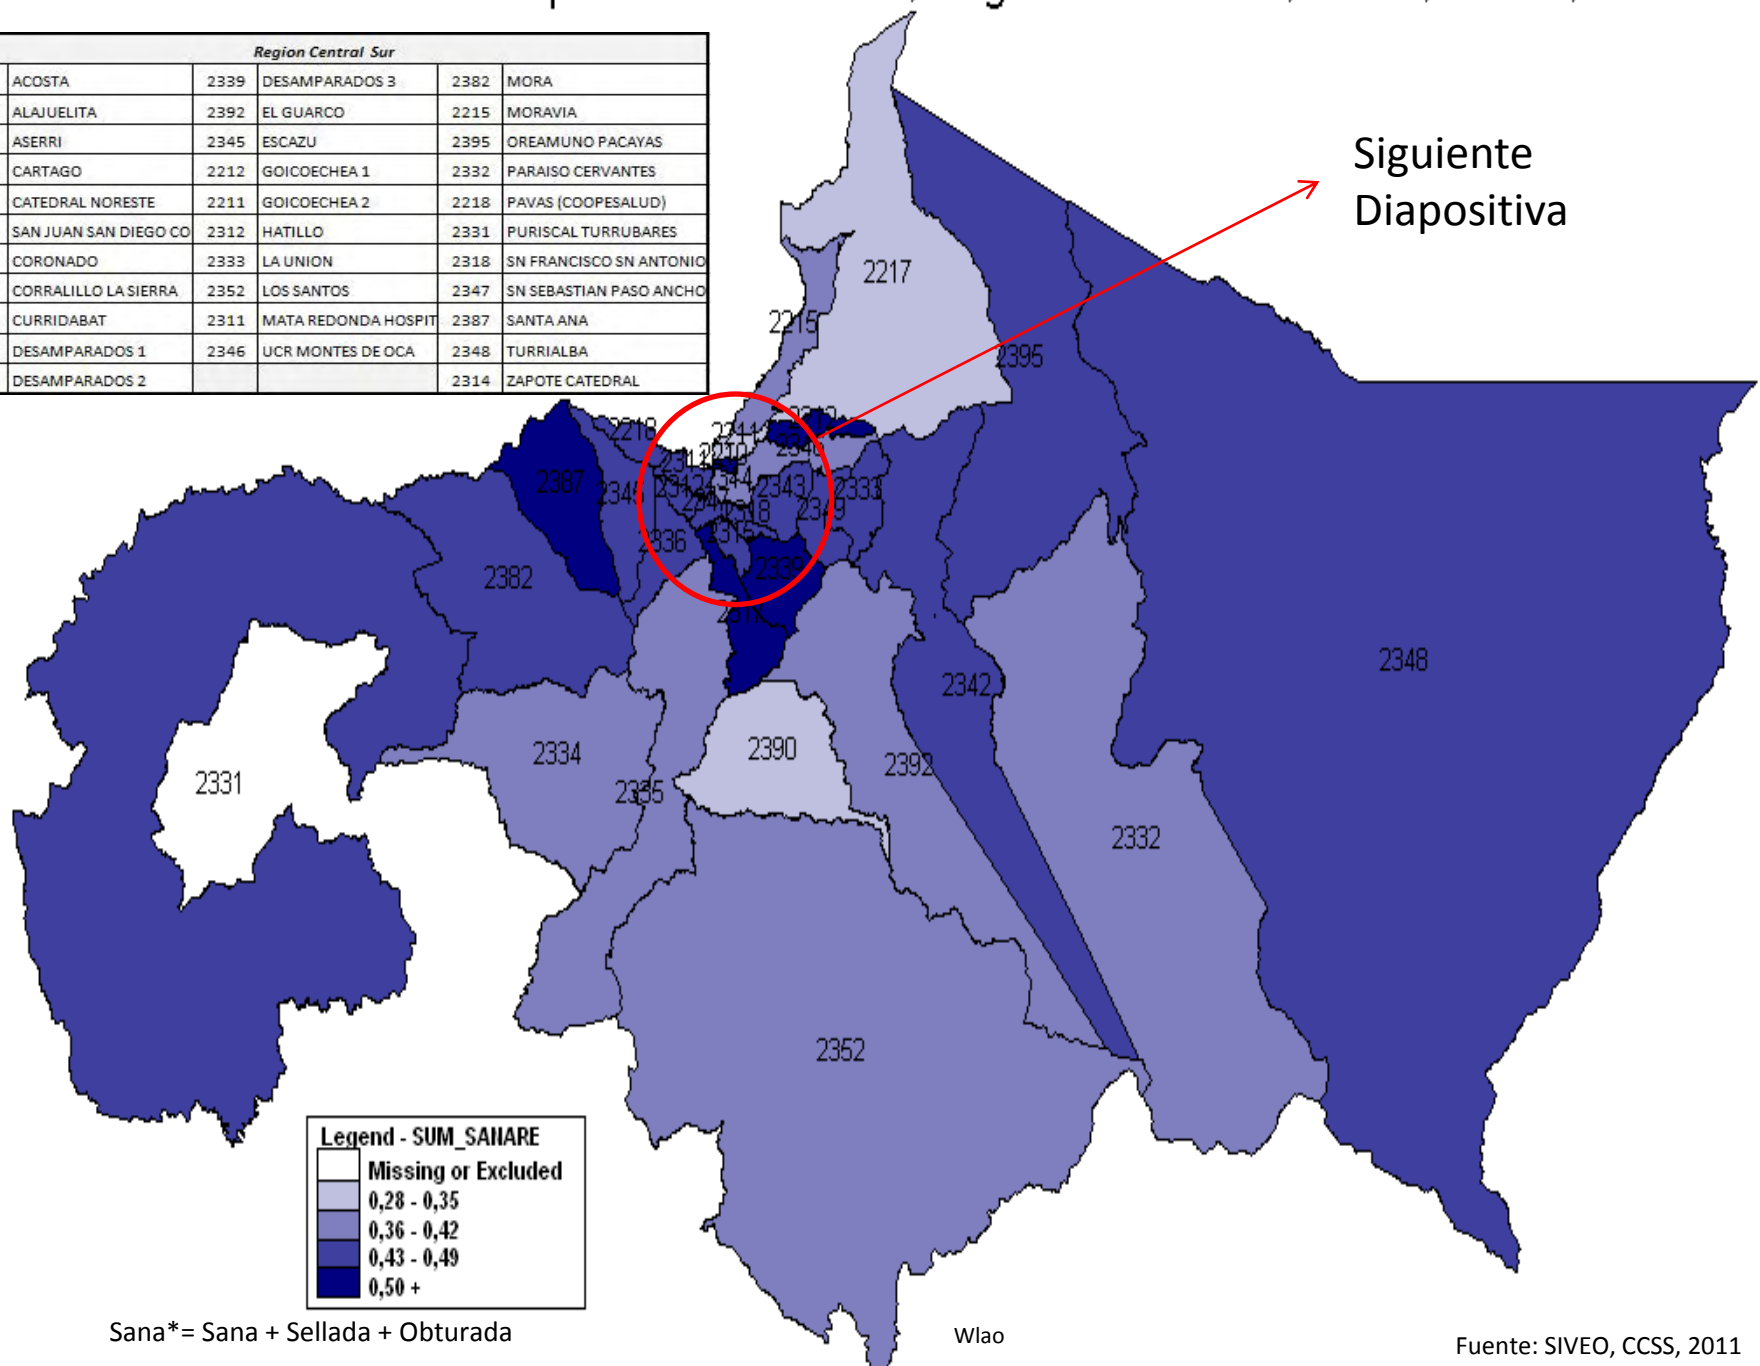 Region Central Sur
ACOSTA 2339 DESAMPARADOS 3 2382 MORA
ALAJUELITA 2392 EL GUARCO 2215 MORAVIA
ASERRI 2345 ESCAZU 2395 OREAMUNO PACAYAS
CARTAGO 2212 GOICOECHEA 1 2332 PARAISO CERVANTES
CATEDRAL NORESTE 2211 GOICOECHEA 2 2218 PAVAS (COOPESALUD)
SAN JUAN SAN DIEGO CO 2312 HATILLO 2331 PURISCAL TURRUBARES
CORONADO 2333 LA UNION 2318 SN FRANCISCO SN ANTONIO
CORRALILLO LA SIERRA 2352 LOS SANTOS 2347 SN SEBASTIAN PASO ANCHO
CURRIDABAT 2311 MATA REDONDA HOSPIT 2387 SANTA ANA
DESAMPARADOS 1 2346 UCR MONTES DE OCA 2348 TURRIALBA
DESAMPARADOS 2 2314 ZAPOTE CATEDRAL
Siguiente
Diapositiva
2217
2215
2395
2218
2387
2345
2343
2333
2349
2318
2315
2336
2339
2382
2348
2342
2334
2390
2392
2331
2335
2332
2352
Legend - SUM_SANARE
Missing or Excluded
0,28 - 0,35
0,36 - 0,42
0,43 - 0,49
0,50 +
Sana*= Sana + Sellada + Obturada
Wlao
Fuente: SIVEO, CCSS, 2011